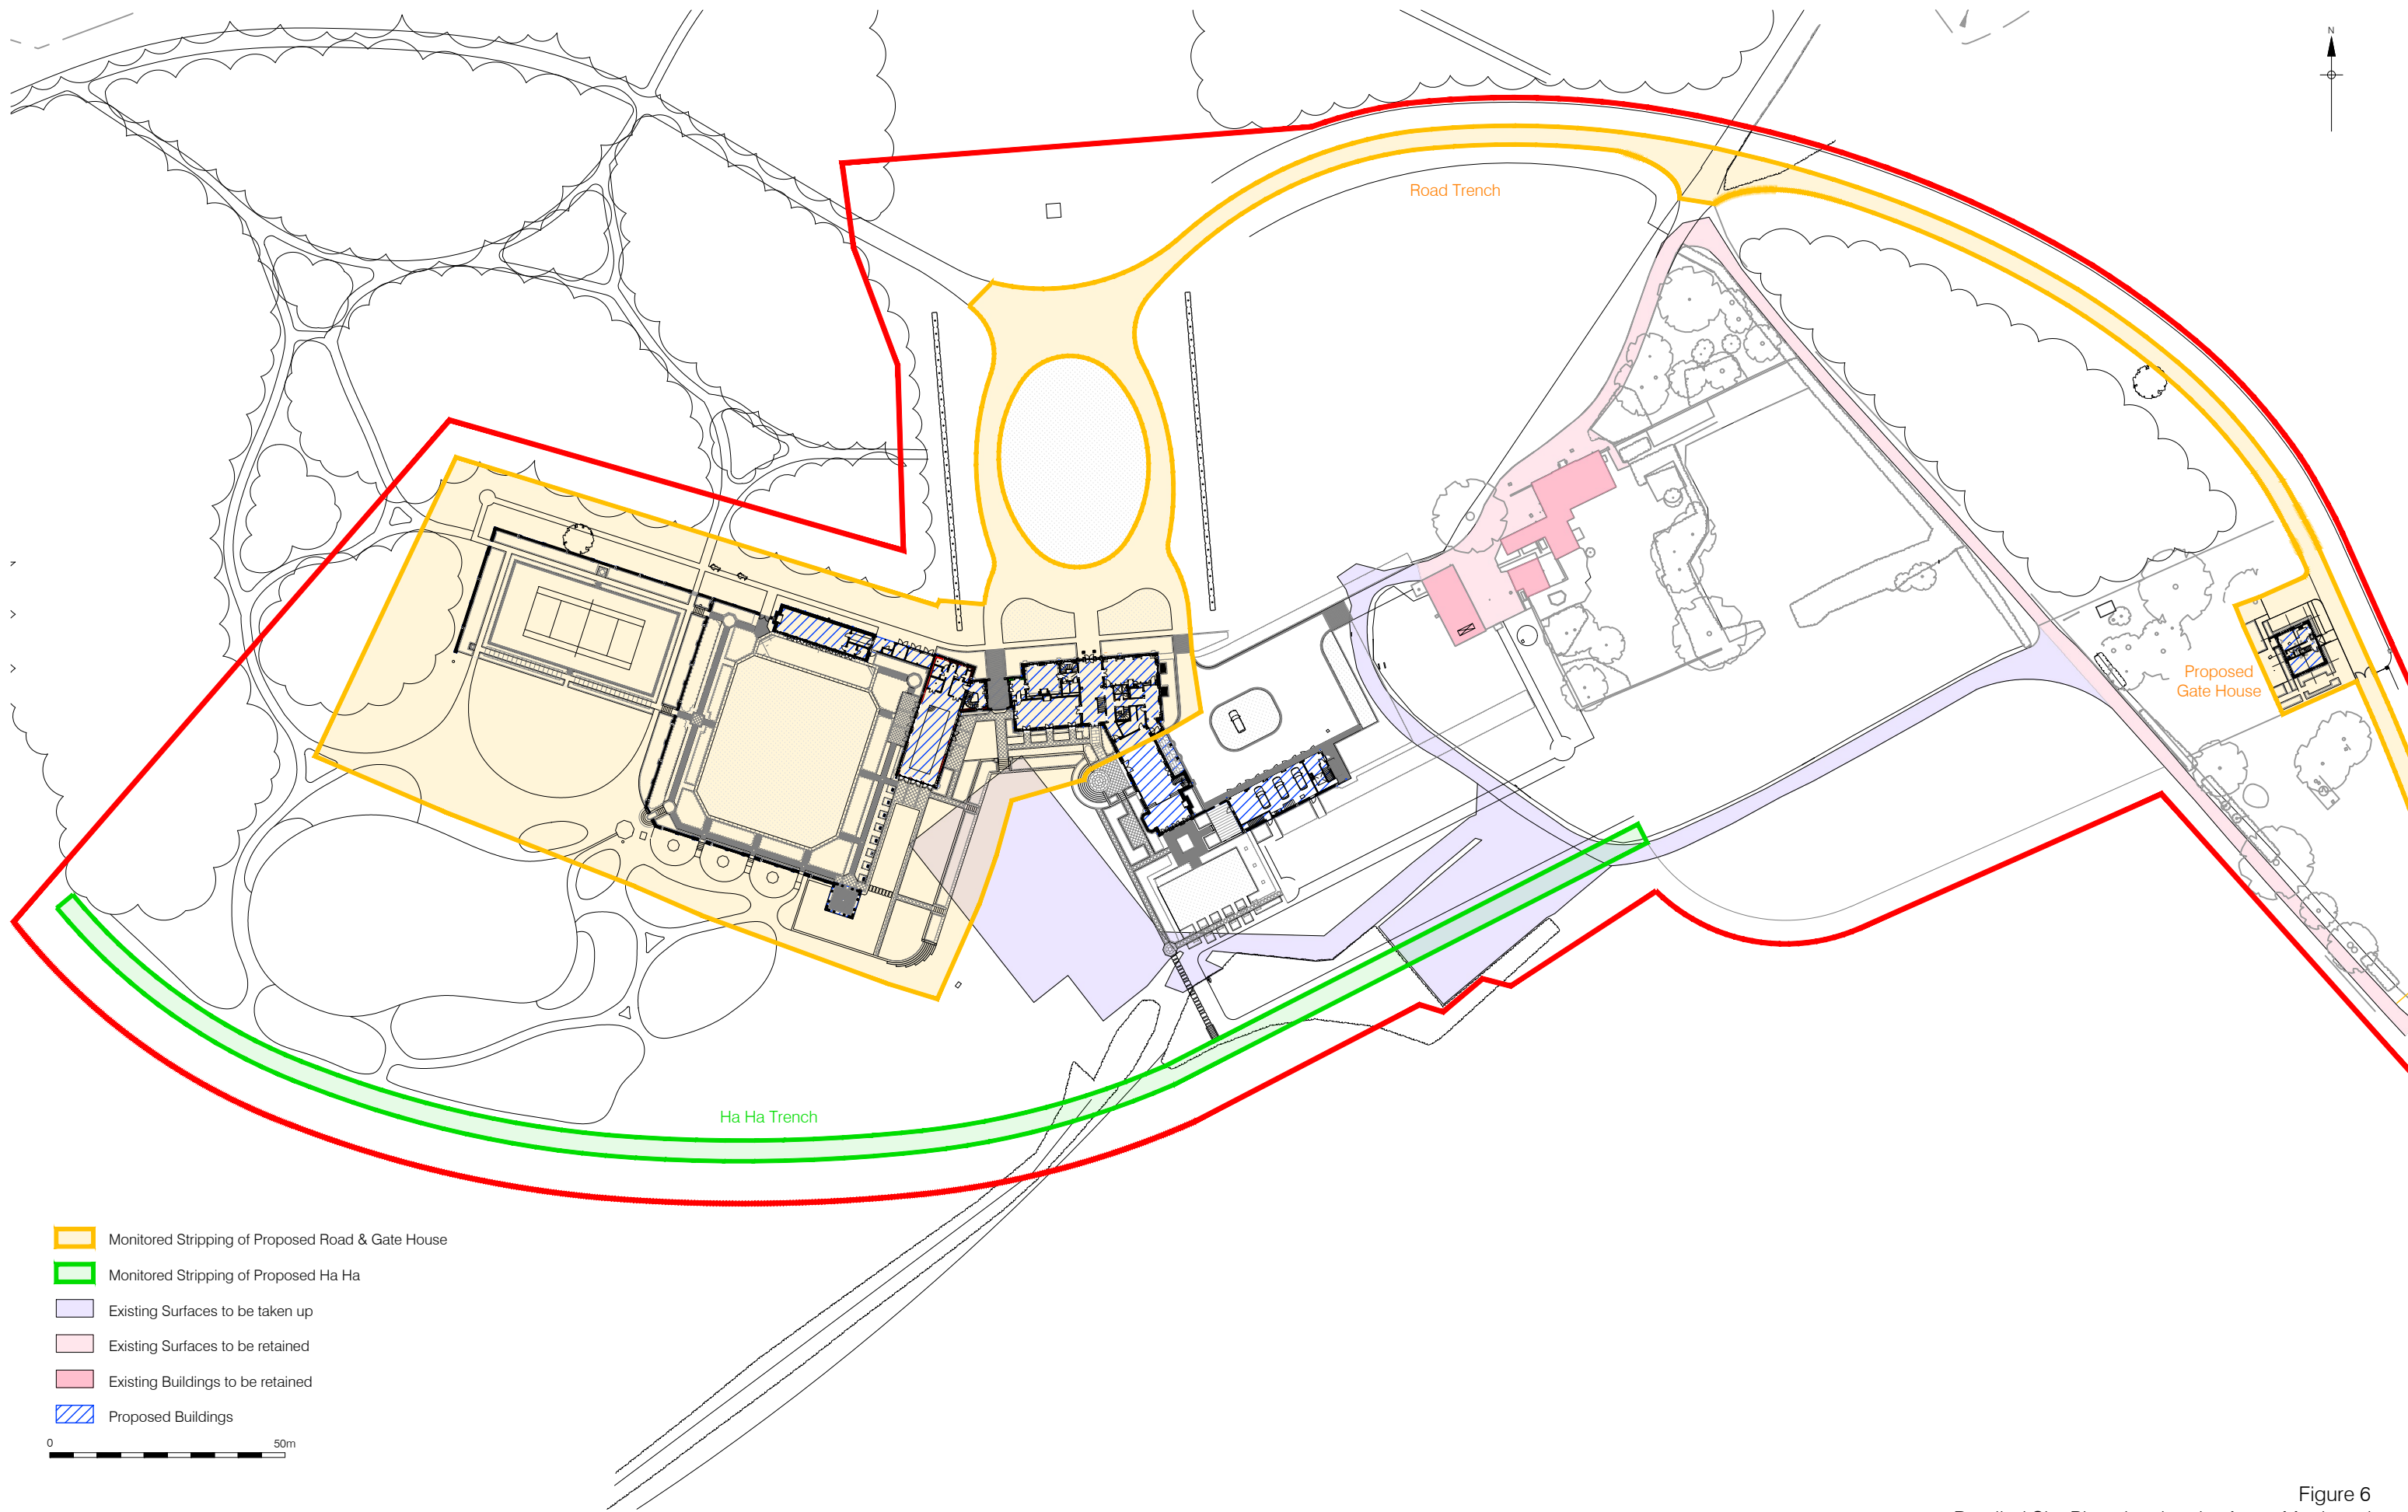 N
Road Trench
Proposed
Gate House
Ha Ha Trench
Monitored Stripping of Proposed Road & Gate House
Monitored Stripping of Proposed Ha Ha
Existing Surfaces to be taken up
Existing Surfaces to be retained
Existing Buildings to be retained
Proposed Buildings
0 50m
Figure 6